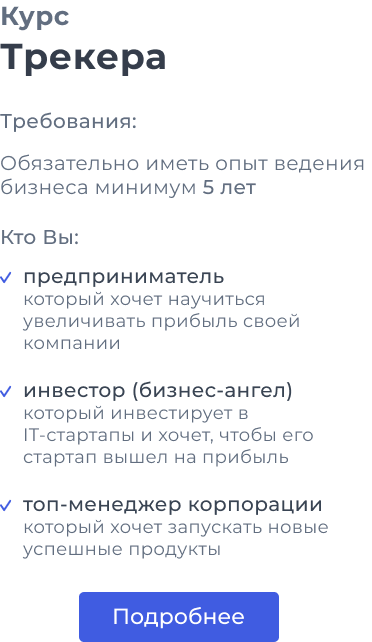 Курс
Трекера
Требования:
Обязательно иметь опыт ведения
бизнеса минимум 5 лет
Кто Вы:
предприниматель
который хочет научиться
увеличивать прибыль своей
компании
инвестор (бизнес-ангел)
который инвестирует в
IT-стартапы и хочет, чтобы его
стартап вышел на прибыль
топ-менеджер корпорации
который хочет запускать новые
успешные продукты
Подробнее